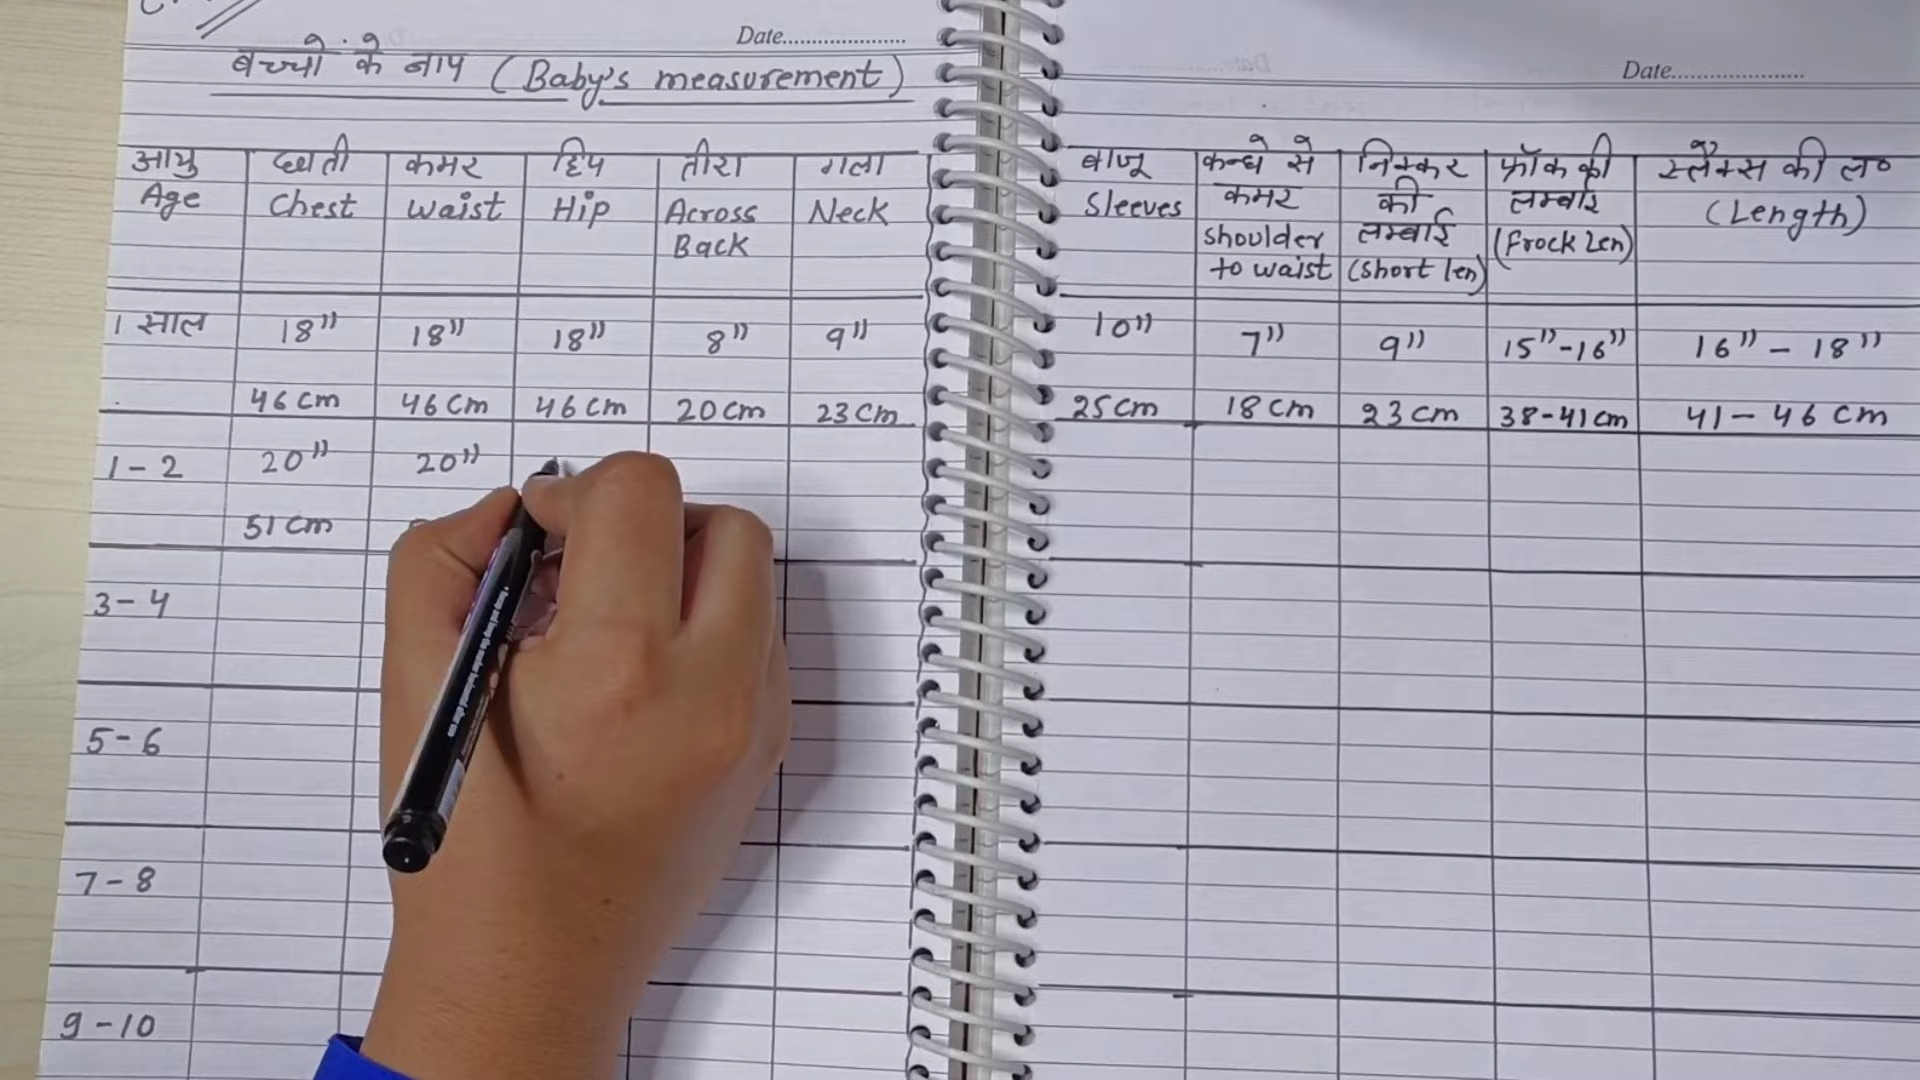 Date....................
बच्चो के नाप (Baby's measurement)
आयु छाती कमर हिप तीरा गला
Age Chest waist Hip Across Neck
Back
1 साल 18" 18" 18" 8" 9"
46 cm 46 cm 46 cm 20 cm 23 cm
1-2 20" 20"
51 cm
3-4
5-6
7-8
9-10
Date....................
बाजू कन्धे से निक्कर फ्रॉक की स्लैक्स की ल०
Sleeves कमर की लम्बाई (Length)
shoulder लम्बाई (Frock Len)
to waist (short len)
10" 7" 9" 15"-16" 16" - 18"
25 cm 18 cm 23 cm 38-41 cm 41 - 46 cm